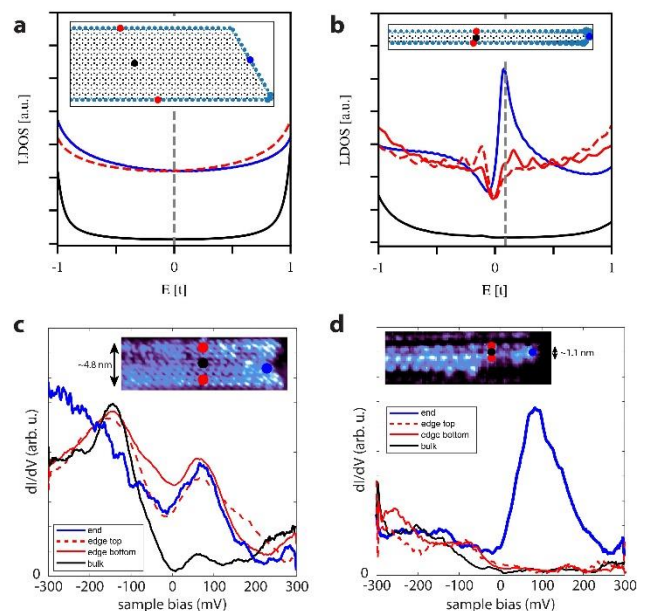 a
LDOS [a.u.]
-1
0
1
E [t]
b
LDOS [a.u.]
-1
0
1
E [t]
c
~4.8 nm
dI/dV (arb. u.)
0
end
edge top
edge bottom
bulk
-300
-200
-100
0
100
200
300
sample bias (mV)
d
~1.1 nm
dI/dV (arb. u.)
0
end
edge top
edge bottom
bulk
-300
-200
-100
0
100
200
300
sample bias (mV)